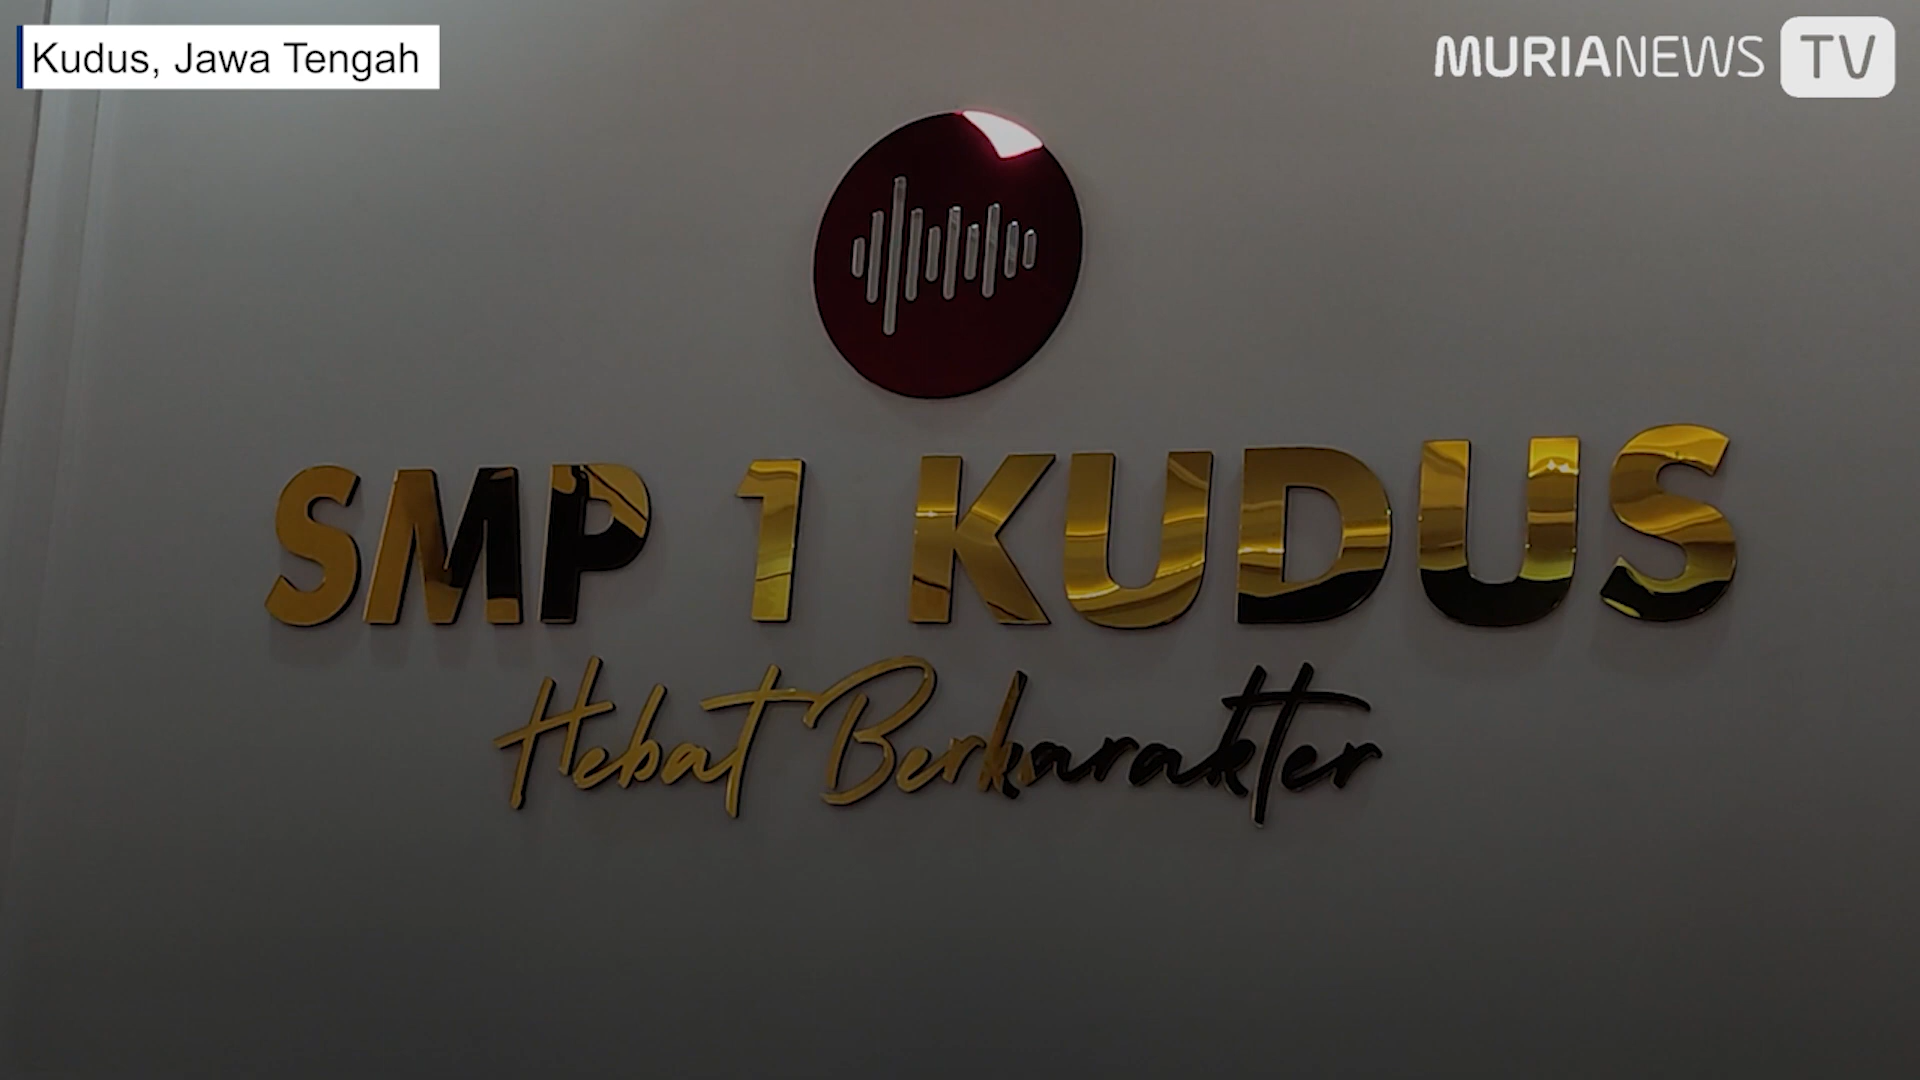 Kudus, Jawa Tengah
MURIANEWS TV
SMP 1 KUDUS
Hebat Berkarakter